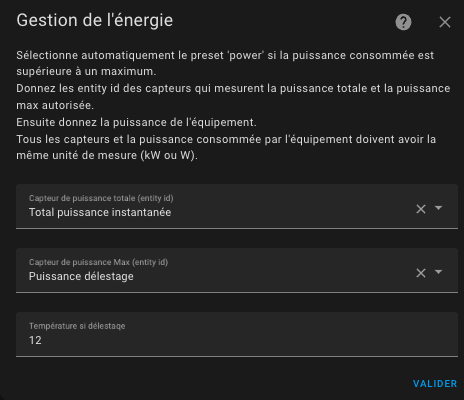 Gestion de l'énergie
Sélectionne automatiquement le preset 'power' si la puissance consommée est
supérieure à un maximum.
Donnez les entity id des capteurs qui mesurent la puissance totale et la puissance
max autorisée.
Ensuite donnez la puissance de l'équipement.
Tous les capteurs et la puissance consommée par l'équipement doivent avoir la
même unité de mesure (kW ou W).
Capteur de puissance totale (entity id)
Total puissance instantanée
Capteur de puissance Max (entity id)
Puissance délestage
Température si délestage
12
VALIDER